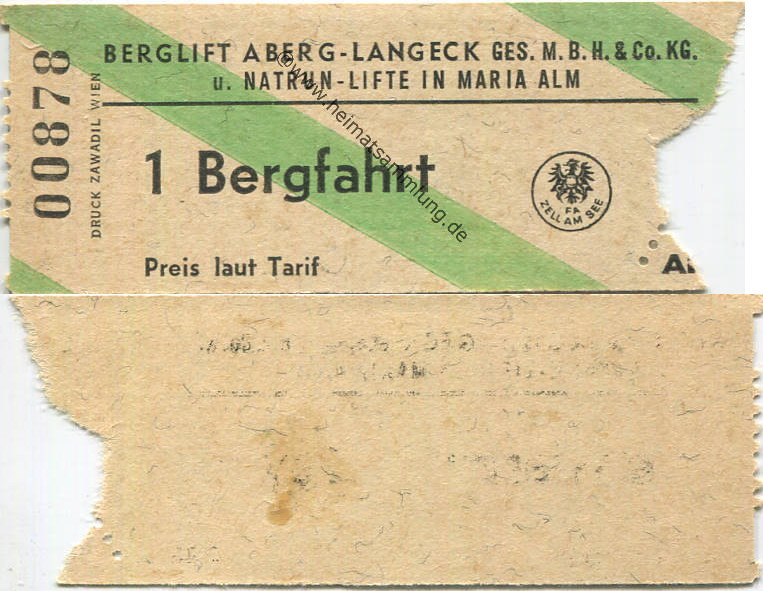 BERGLIFT ABERG-LANGECK GES. M. B. H. & Co. KG.
u. NATRUN-LIFTE IN MARIA ALM
00878
DRUCK ZAWADIL WIEN
1 Bergfahrt
FA
ZELL AM SEE
Preis laut Tarif
©www.heimatsammlung.de